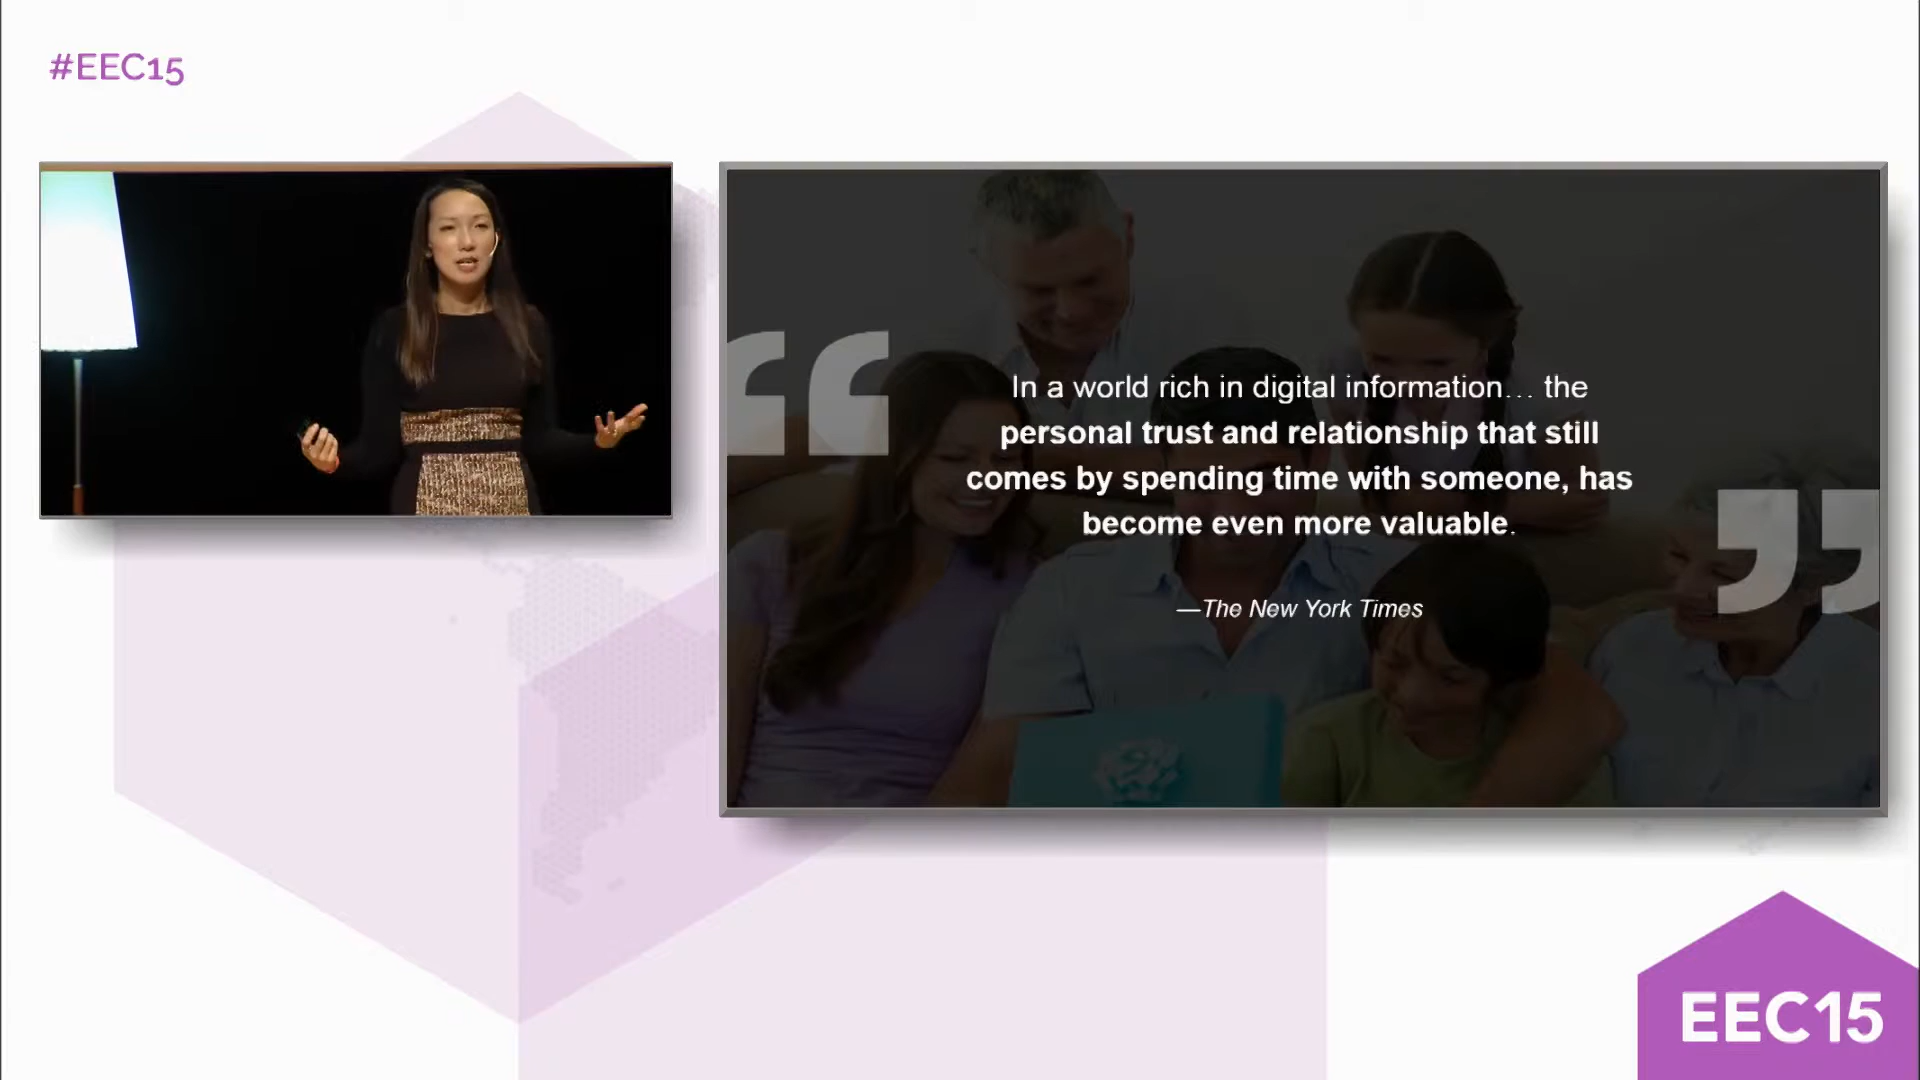 #EEC15
In a world rich in digital information… the
personal trust and relationship that still
comes by spending time with someone, has
become even more valuable.
—The New York Times
EEC15